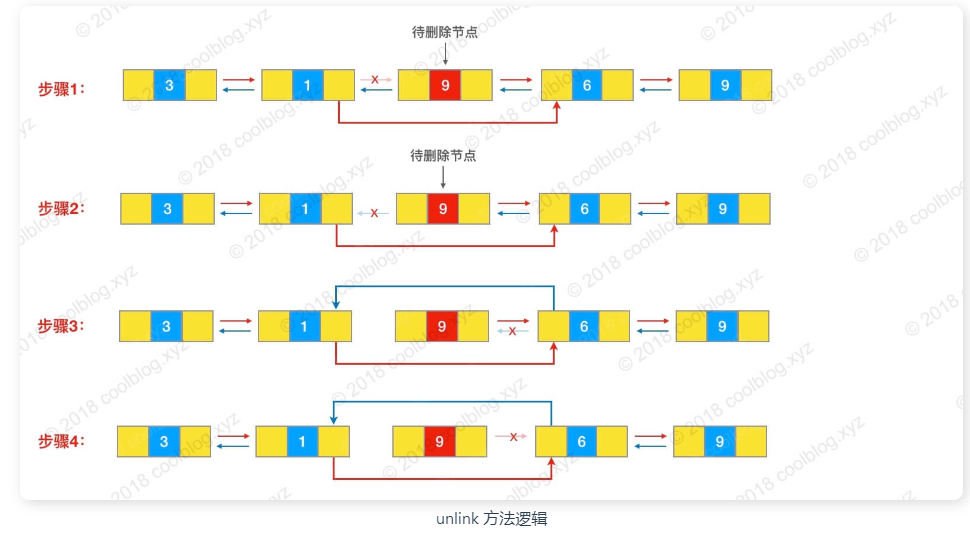 待删除节点
步骤1: 3 1 x 9 6 9
待删除节点
步骤2: 3 1 x 9 6 9
步骤3: 3 1 9 x 6 9
步骤4: 3 1 9 x 6 9
unlink 方法逻辑
© 2018 coolblog.xyz